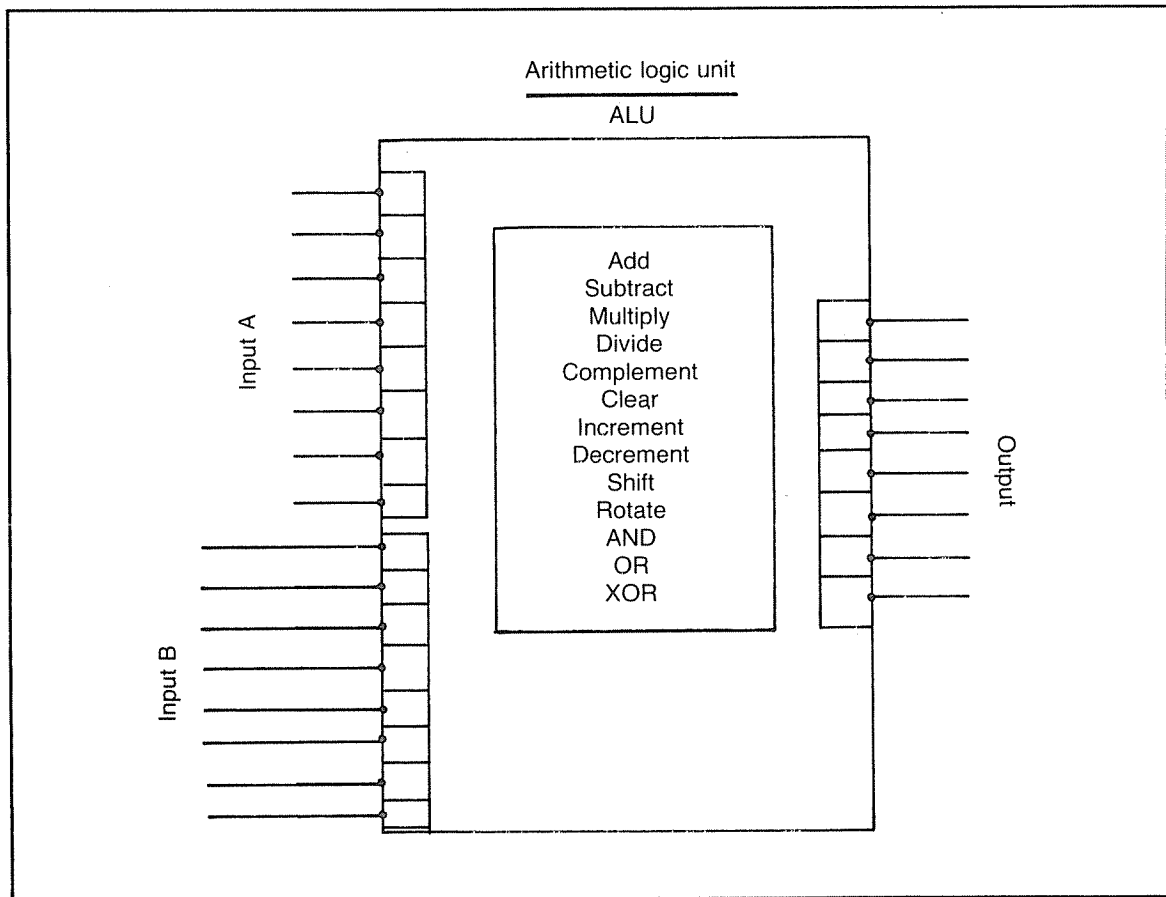 Arithmetic logic unit
ALU
Input A
Input B
Add
Subtract
Multiply
Divide
Complement
Clear
Increment
Decrement
Shift
Rotate
AND
OR
XOR
Output